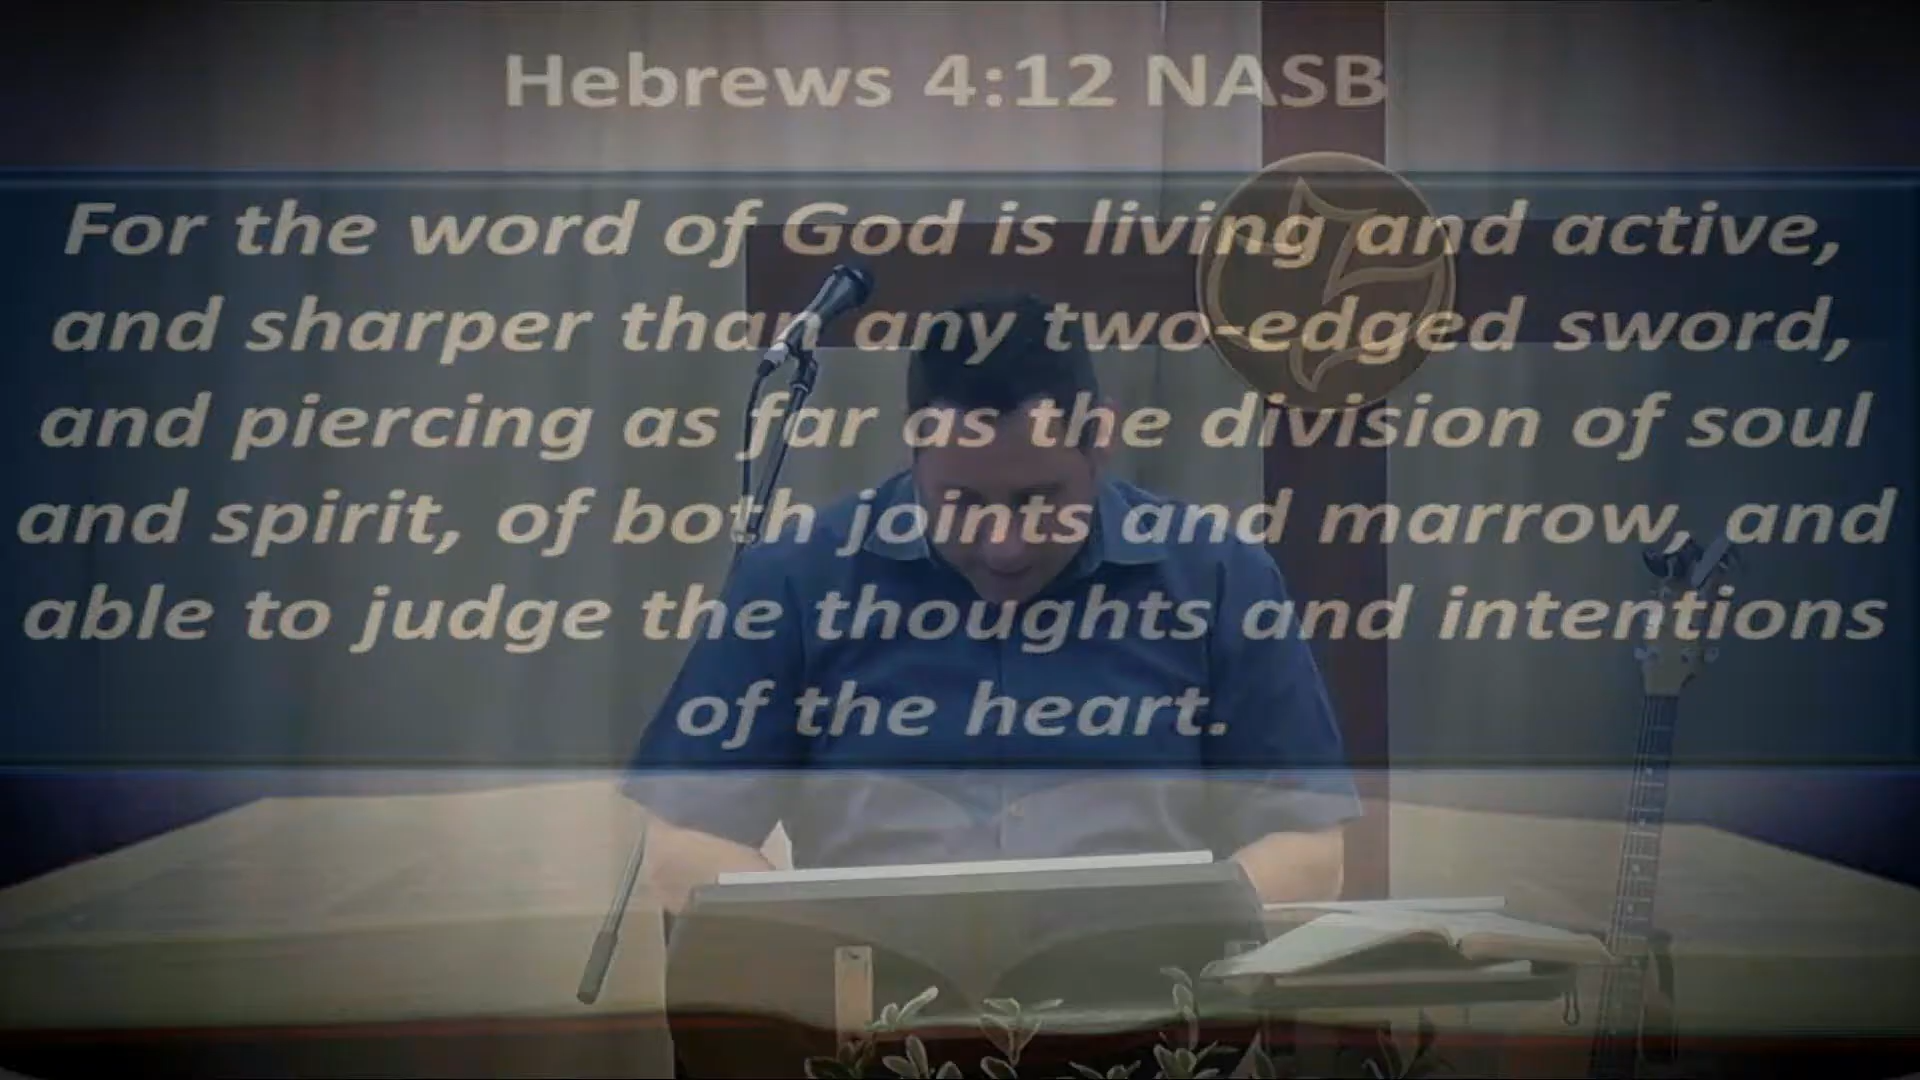 Hebrews 4:12 NASB
For the word of God is living and active,
and sharper than any two-edged sword,
and piercing as far as the division of soul
and spirit, of both joints and marrow, and
able to judge the thoughts and intentions
of the heart.